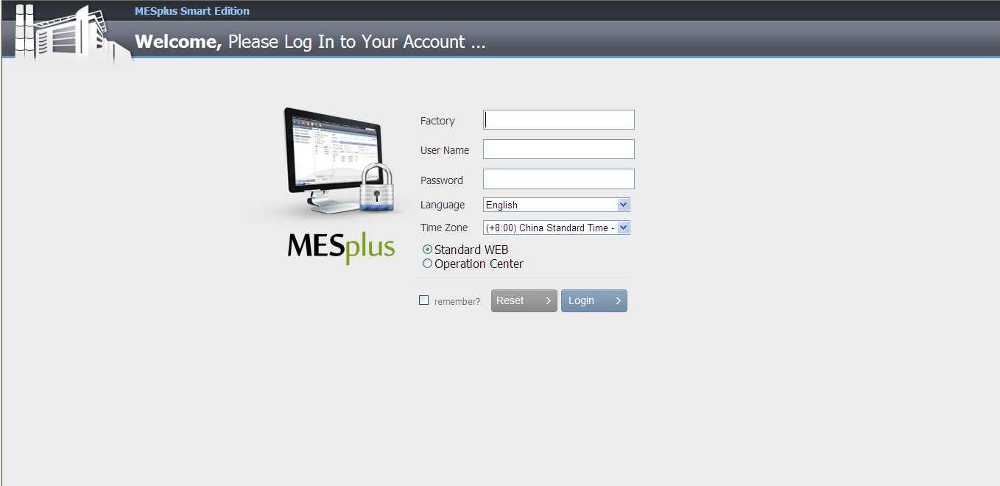 MESplus Smart Edition
Welcome, Please Log In to Your Account ...
Factory
User Name
Password
Language English
Time Zone (+8:00) China Standard Time -
Standard WEB
Operation Center
MESplus
remember? Reset > Login >